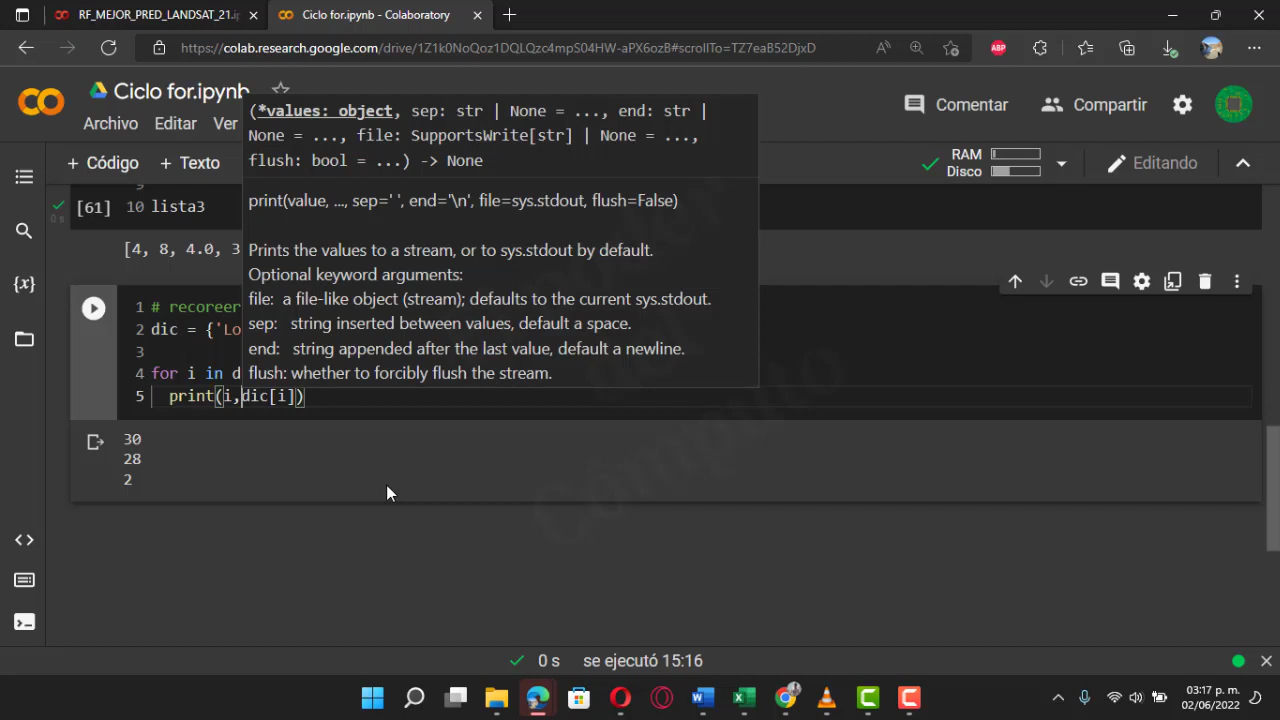 RF_MEJOR_PRED_LANDSAT_21.i
Ciclo for.ipynb - Colaboratory
https://colab.research.google.com/drive/1Z1k0NoQoz1DQLQzc4mpS04HW-aPX6ozB#scrollTo=TZ7eaB52DjxD
ABP
Ciclo for.ipynb
Comentar
Compartir
Archivo Editar Ver
+ Código + Texto
RAM
Disco
Editando
(*values: object, sep: str | None = ..., end: str |
None = ..., file: SupportsWrite[str] | None = ...,
flush: bool = ...) -> None
print(value, ..., sep=' ', end='\n', file=sys.stdout, flush=False)
Prints the values to a stream, or to sys.stdout by default.
Optional keyword arguments:
file: a file-like object (stream); defaults to the current sys.stdout.
sep: string inserted between values, default a space.
end: string appended after the last value, default a newline.
flush: whether to forcibly flush the stream.
9
[61] 10 lista3
0 s
[4, 8, 4.0, 3
1 # recoreer
2 dic = {'Lo
3
4 for i in d
5 print(i,dic[i])
30
28
2
0 s se ejecutó 15:16
03:17 p. m.
02/06/2022